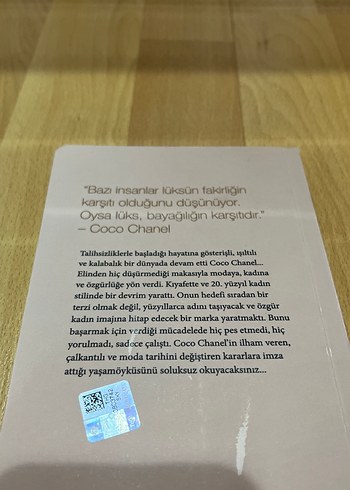 "Bazı insanlar lüksün fakirliğin
karşıtı olduğunu düşünüyor.
Oysa lüks, bayağılığın karşıtıdır."
– Coco Chanel
Talihsizliklerle başladığı hayatına gösterişli, ışıltılı
ve kalabalık bir dünyada devam etti Coco Chanel...
Elinden hiç düşürmediği makasıyla modaya, kadına
ve özgürlüğe yön verdi. Kıyafette ve 20. yüzyıl kadın
stilinde bir devrim yarattı. Onun hedefi sıradan bir
terzi olmak değil, yüzyıllarca adını taşıyacak ve özgür
kadın imajına hitap edecek bir marka yaratmaktı. Bunu
başarmak için verdiği mücadelede hiç pes etmedi, hiç
yorulmadı, sadece çalıştı. Coco Chanel'in ilham veren,
çalkantılı ve moda tarihini değiştiren kararlara imza
attığı yaşamöyküsünü soluksuz okuyacaksınız...